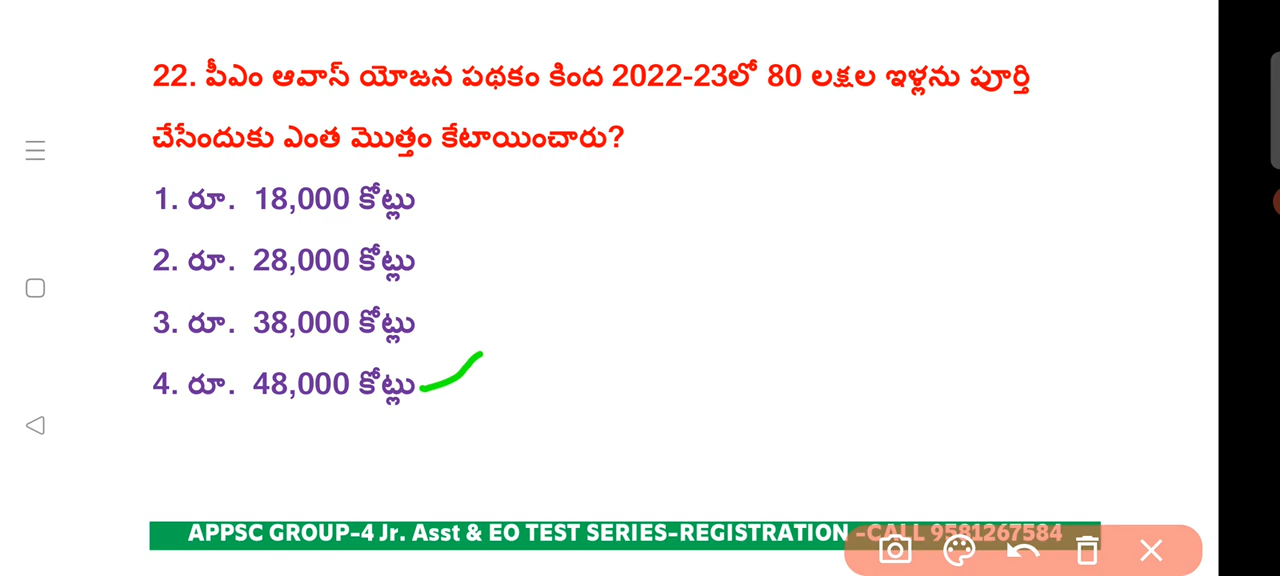 22. పీఎం ఆవాస్ యోజన పథకం కింద 2022-23లో 80 లక్షల ఇళ్లను పూర్తి
చేసేందుకు ఎంత మొత్తం కేటాయించారు?
1. రూ. 18,000 కోట్లు
2. రూ. 28,000 కోట్లు
3. రూ. 38,000 కోట్లు
4. రూ. 48,000 కోట్లు
APPSC GROUP-4 Jr. Asst & EO TEST SERIES-REGISTRATION -CALL 9581267584